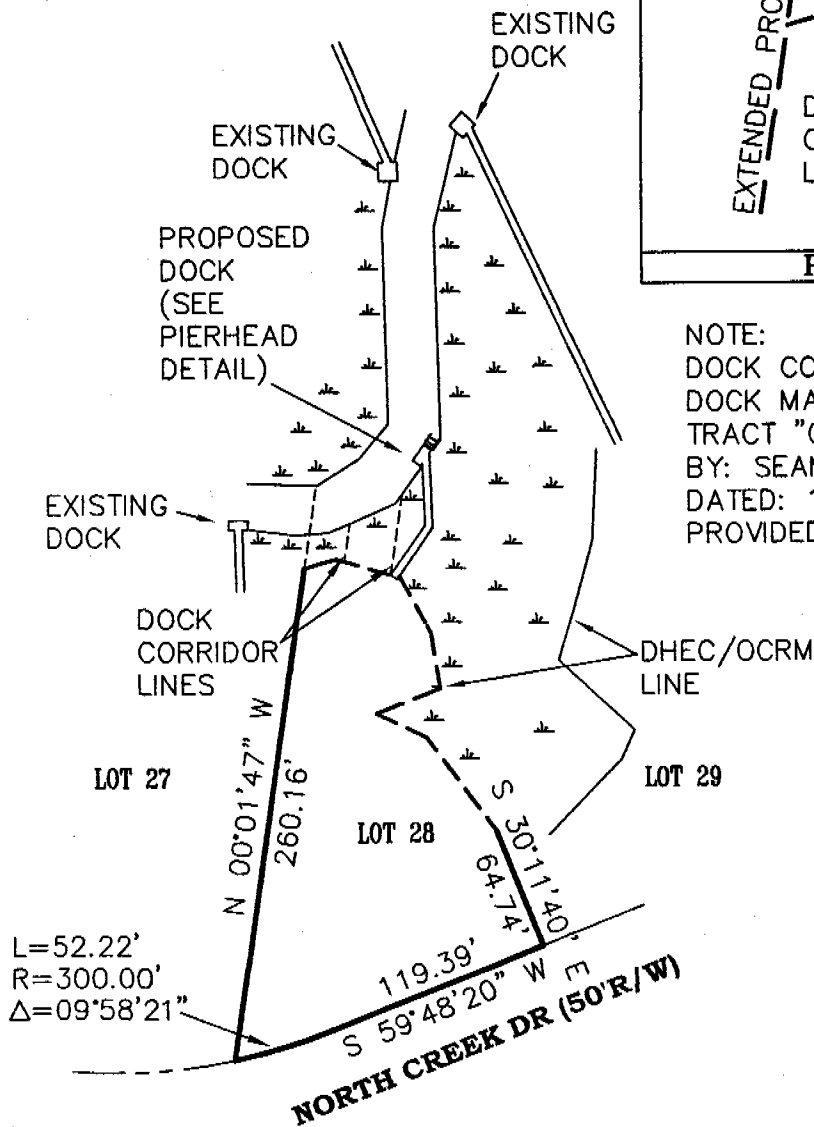 EXISTING
DOCK
EXISTING
DOCK
PROPOSED
DOCK
(SEE
PIERHEAD
DETAIL)
EXISTING
DOCK
DOCK
CORRIDOR
LINES
EXTENDED PRO
D
L
NOTE:
DOCK CO
DOCK MA
TRACT
BY: SEA
DATED:
PROVIDED
DHEC/OCRM
LINE
LOT 27
N 00°01'47" W
260.16'
LOT 28
LOT 29
S 30°11'40" E
64.74'
L=52.22'
R=300.00'
Δ=09°58'21"
119.39'
S 59°48'20" W
NORTH CREEK DR (50'R/W)